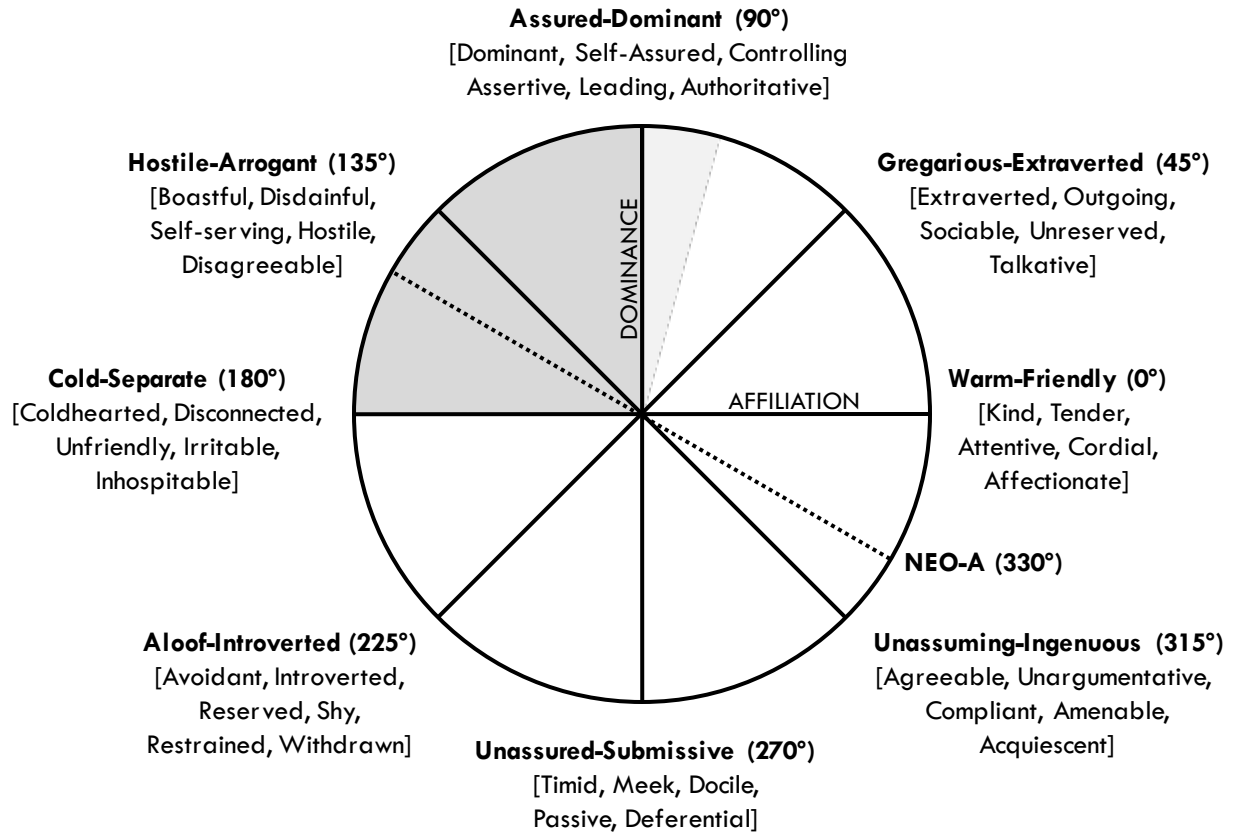 Assured-Dominant (90°)
[Dominant, Self-Assured, Controlling
Assertive, Leading, Authoritative]
Hostile-Arrogant (135°)
[Boastful, Disdainful,
Self-serving, Hostile,
Disagreeable]
Gregarious-Extraverted (45°)
[Extraverted, Outgoing,
Sociable, Unreserved,
Talkative]
DOMINANCE
Cold-Separate (180°)
[Coldhearted, Disconnected,
Unfriendly, Irritable,
Inhospitable]
AFFILIATION
Warm-Friendly (0°)
[Kind, Tender,
Attentive, Cordial,
Affectionate]
NEO-A (330°)
Aloof-Introverted (225°)
[Avoidant, Introverted,
Reserved, Shy,
Restrained, Withdrawn]
Unassuming-Ingenuous (315°)
[Agreeable, Unargumentative,
Compliant, Amenable,
Acquiescent]
Unassured-Submissive (270°)
[Timid, Meek, Docile,
Passive, Deferential]